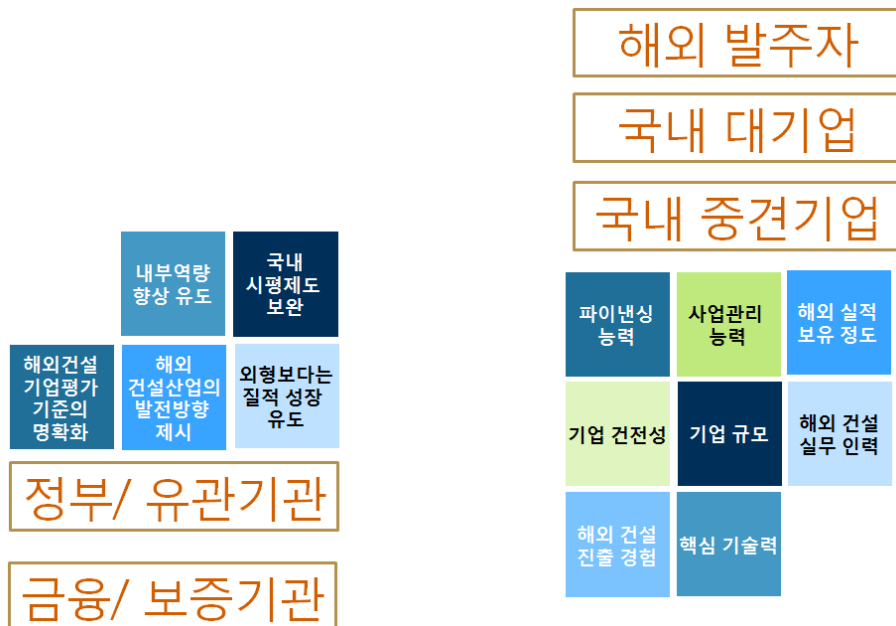 해외 발주자
국내 대기업
국내 중견기업
내부역량
향상 유도
국내
시평제도
보완
해외건설
기업평가
기준의
명확화
해외
건설산업의
발전방향
제시
외형보다는
질적 성장
유도
정부/ 유관기관
금융/ 보증기관
파이낸싱
능력
사업관리
능력
해외 실적
보유 정도
기업 건전성
기업 규모
해외 건설
실무 인력
해외 건설
진출 경험
핵심 기술력